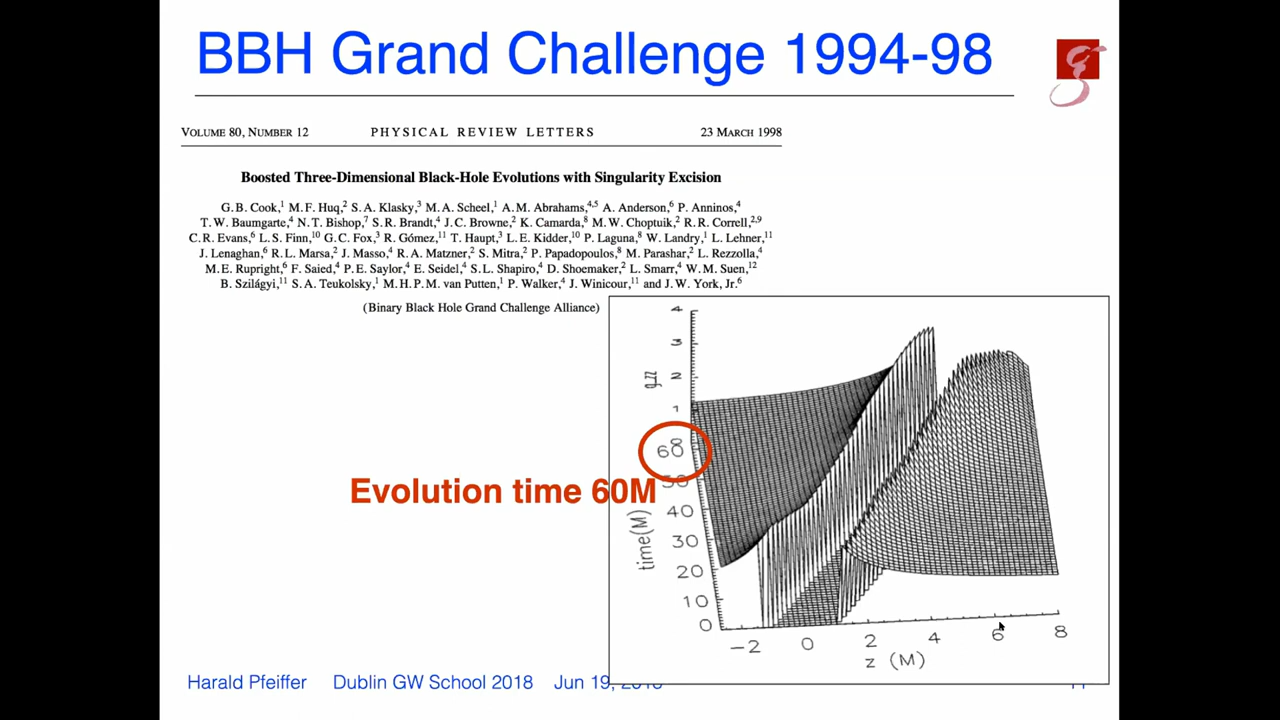 BBH Grand Challenge 1994-98
VOLUME 80, NUMBER 12 PHYSICAL REVIEW LETTERS 23 MARCH 1998
Boosted Three-Dimensional Black-Hole Evolutions with Singularity Excision
G. B. Cook,1 M. F. Huq,2 S. A. Klasky,3 M. A. Scheel,1 A. M. Abrahams,4,5 A. Anderson,6 P. Anninos,4
T. W. Baumgarte,4 N. T. Bishop,7 S. R. Brandt,4 J. C. Browne,2 K. Camarda,8 M. W. Choptuik,2 R. R. Correll,2,9
C. R. Evans,6 L. S. Finn,10 G. C. Fox,3 R. Gómez,11 T. Haupt,3 L. E. Kidder,10 P. Laguna,8 W. Landry,1 L. Lehner,11
J. Lenaghan,6 R. L. Marsa,2 J. Masso,4 R. A. Matzner,2 S. Mitra,2 P. Papadopoulos,8 M. Parashar,2 L. Rezzolla,4
M. E. Rupright,6 F. Saied,4 P. E. Saylor,4 E. Seidel,4 S. L. Shapiro,4 D. Shoemaker,2 L. Smarr,4 W. M. Suen,12
B. Szilágyi,11 S. A. Teukolsky,1 M. H. P. M. van Putten,1 P. Walker,4 J. Winicour,11 and J. W. York, Jr.6
(Binary Black Hole Grand Challenge Alliance)
4
3
gzz 2
1
0
60
50
Evolution time 60M
40
time(M) 30
20
10
0
−2 0 2 4 6 8
z (M)
Harald Pfeiffer Dublin GW School 2018 Jun 19,